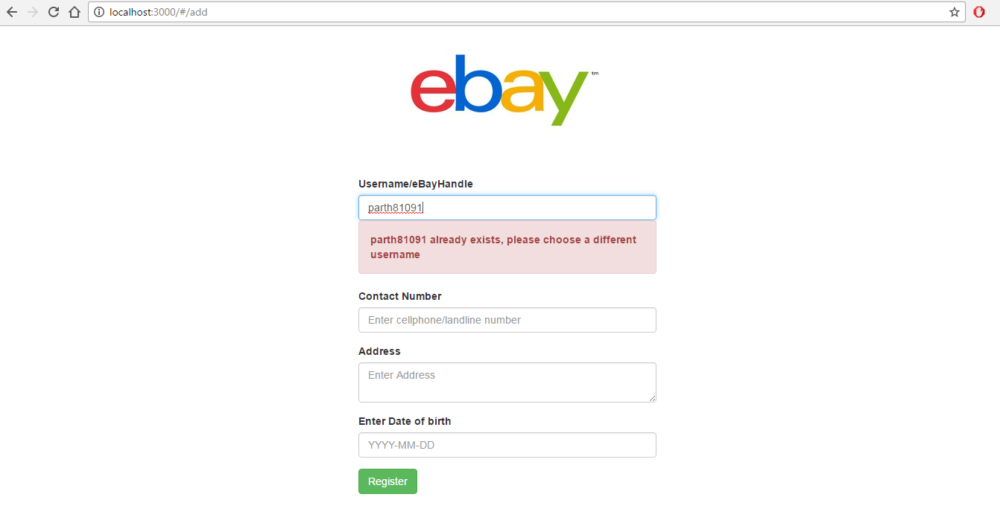 localhost:3000/#/add
ebay™
Username/eBayHandle
parth81091
parth81091 already exists, please choose a different
username
Contact Number
Enter cellphone/landline number
Address
Enter Address
Enter Date of birth
YYYY-MM-DD
Register